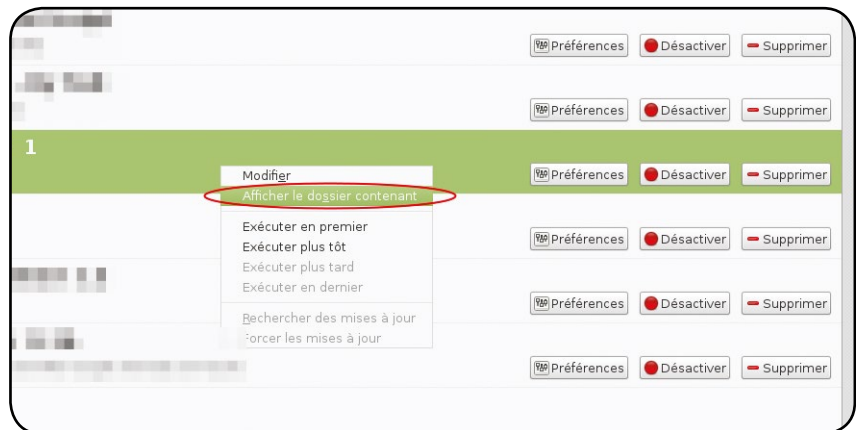 Préférences Désactiver Supprimer
Préférences Désactiver Supprimer
1
Modifier
Préférences Désactiver Supprimer
Afficher le dossier contenant
Exécuter en premier
Exécuter plus tôt
Préférences Désactiver Supprimer
Exécuter plus tard
Exécuter en dernier
Préférences Désactiver Supprimer
Rechercher des mises à jour
Forcer les mises à jour
Préférences Désactiver Supprimer